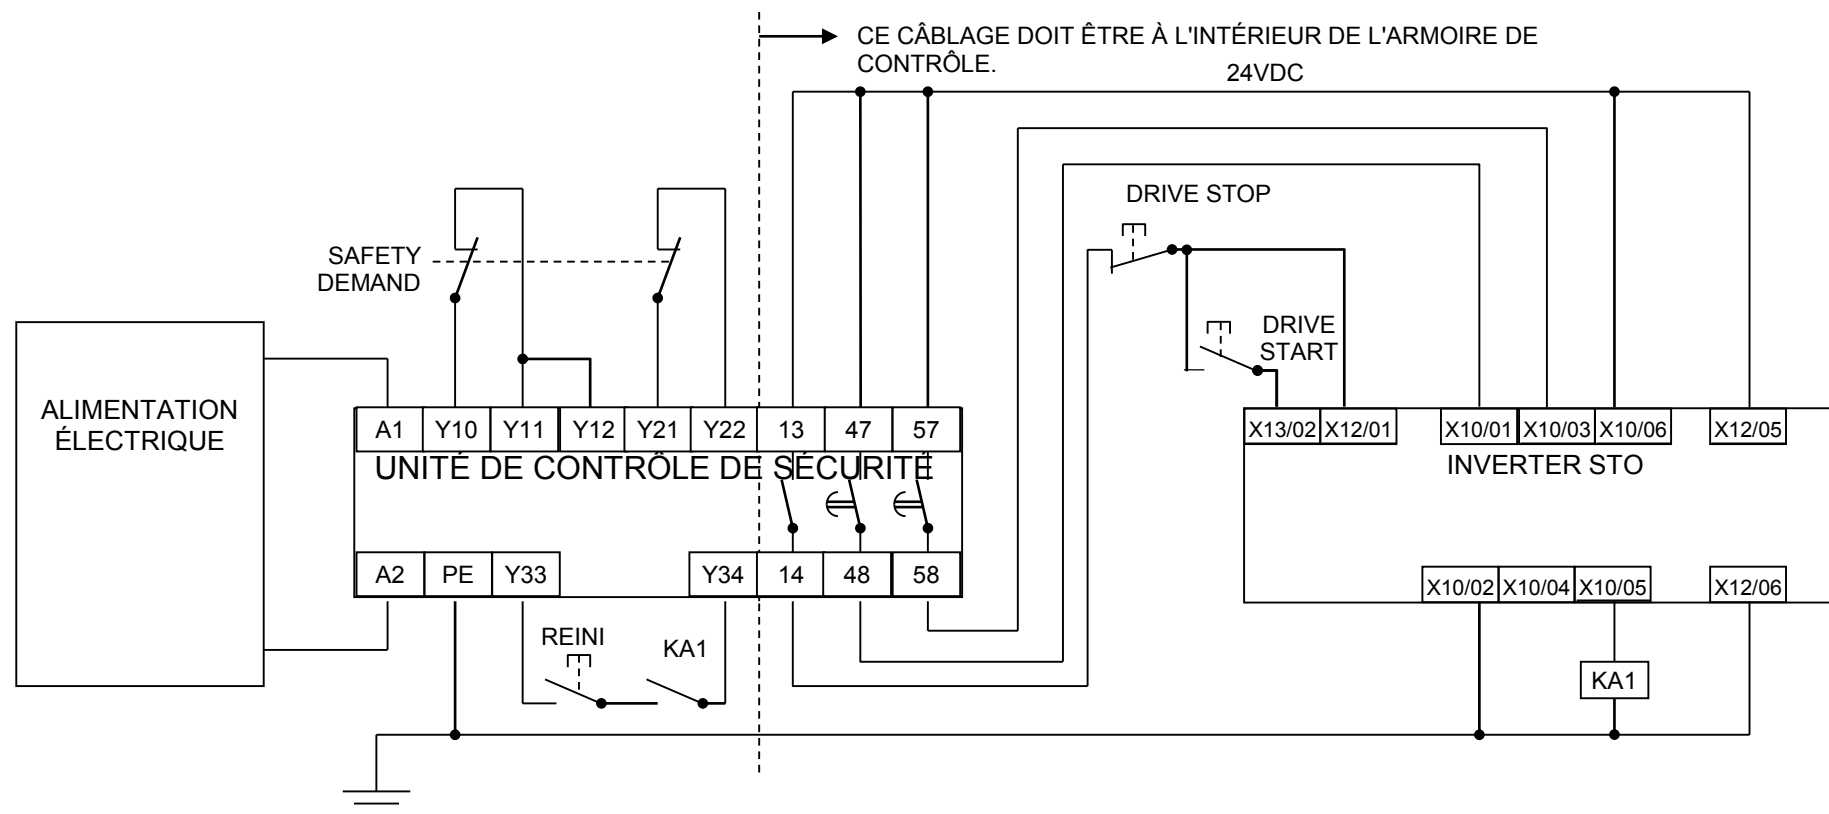 CE CÂBLAGE DOIT ÊTRE À L'INTÉRIEUR DE L'ARMOIRE DE
CONTRÔLE.
24VDC
DRIVE STOP
SAFETY
DEMAND
DRIVE
START
ALIMENTATION
ÉLECTRIQUE
A1 Y10 Y11 Y12 Y21 Y22 13 47 57
X13/02 X12/01 X10/01 X10/03 X10/06 X12/05
UNITÉ DE CONTRÔLE DE SÉCURITÉ
INVERTER STO
A2 PE Y33 Y34 14 48 58
X10/02 X10/04 X10/05 X12/06
REINI
KA1
KA1